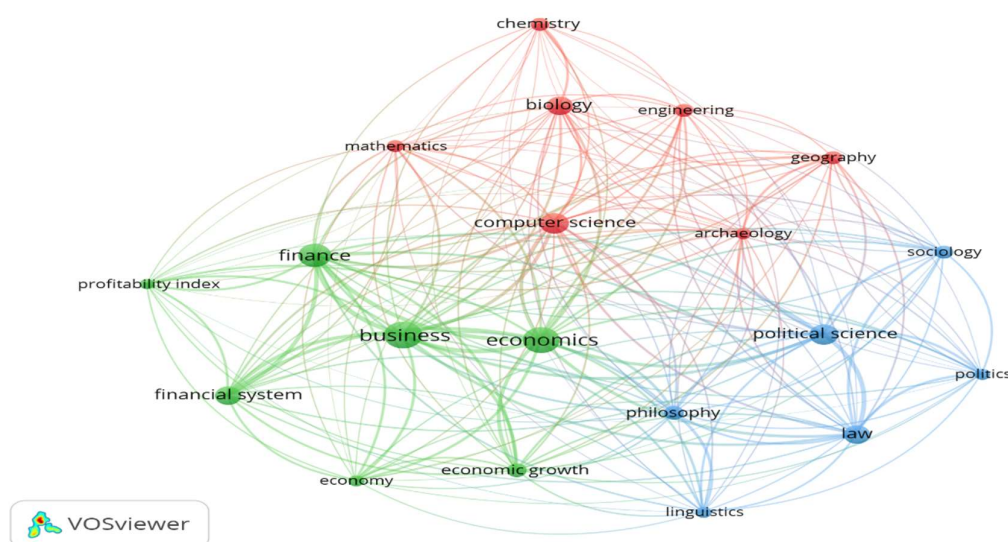 chemistry
biology
engineering
mathematics
geography
computer science
archaeology
sociology
finance
profitability index
business
economics
political science
politics
financial system
philosophy
law
economic growth
economy
linguistics
VOSviewer